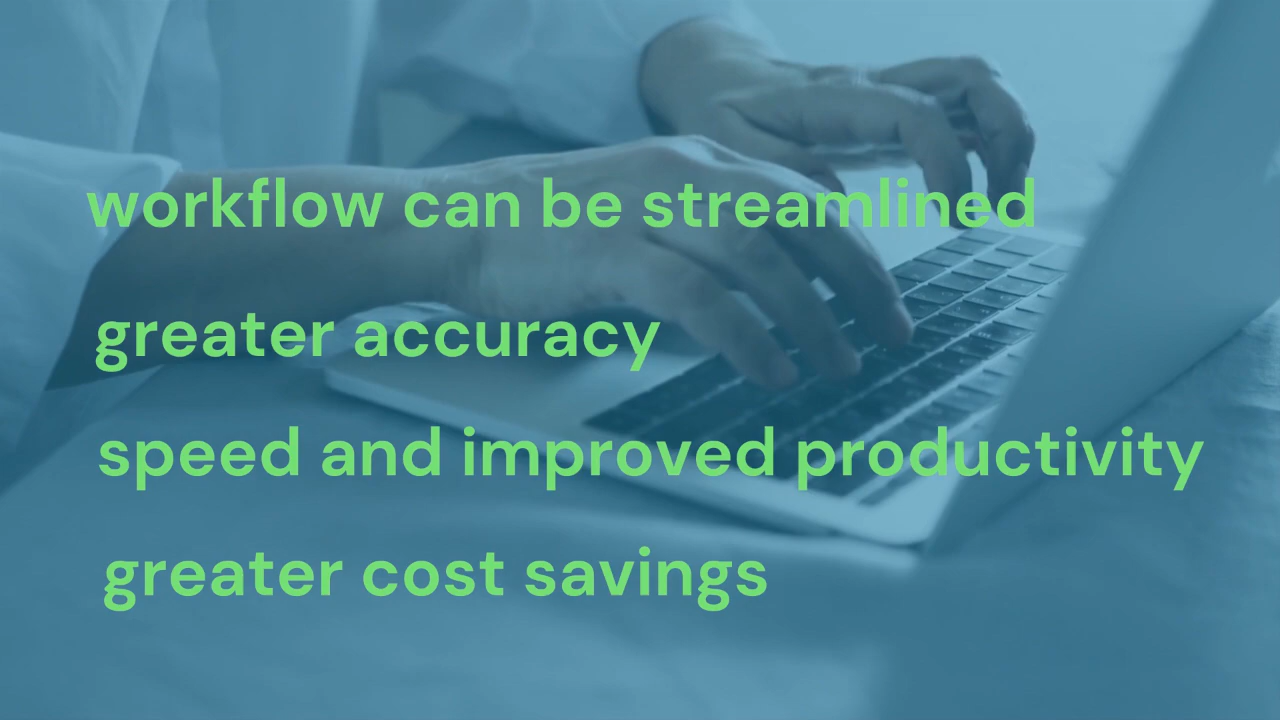 workflow can be streamlined
greater accuracy
speed and improved productivity
greater cost savings